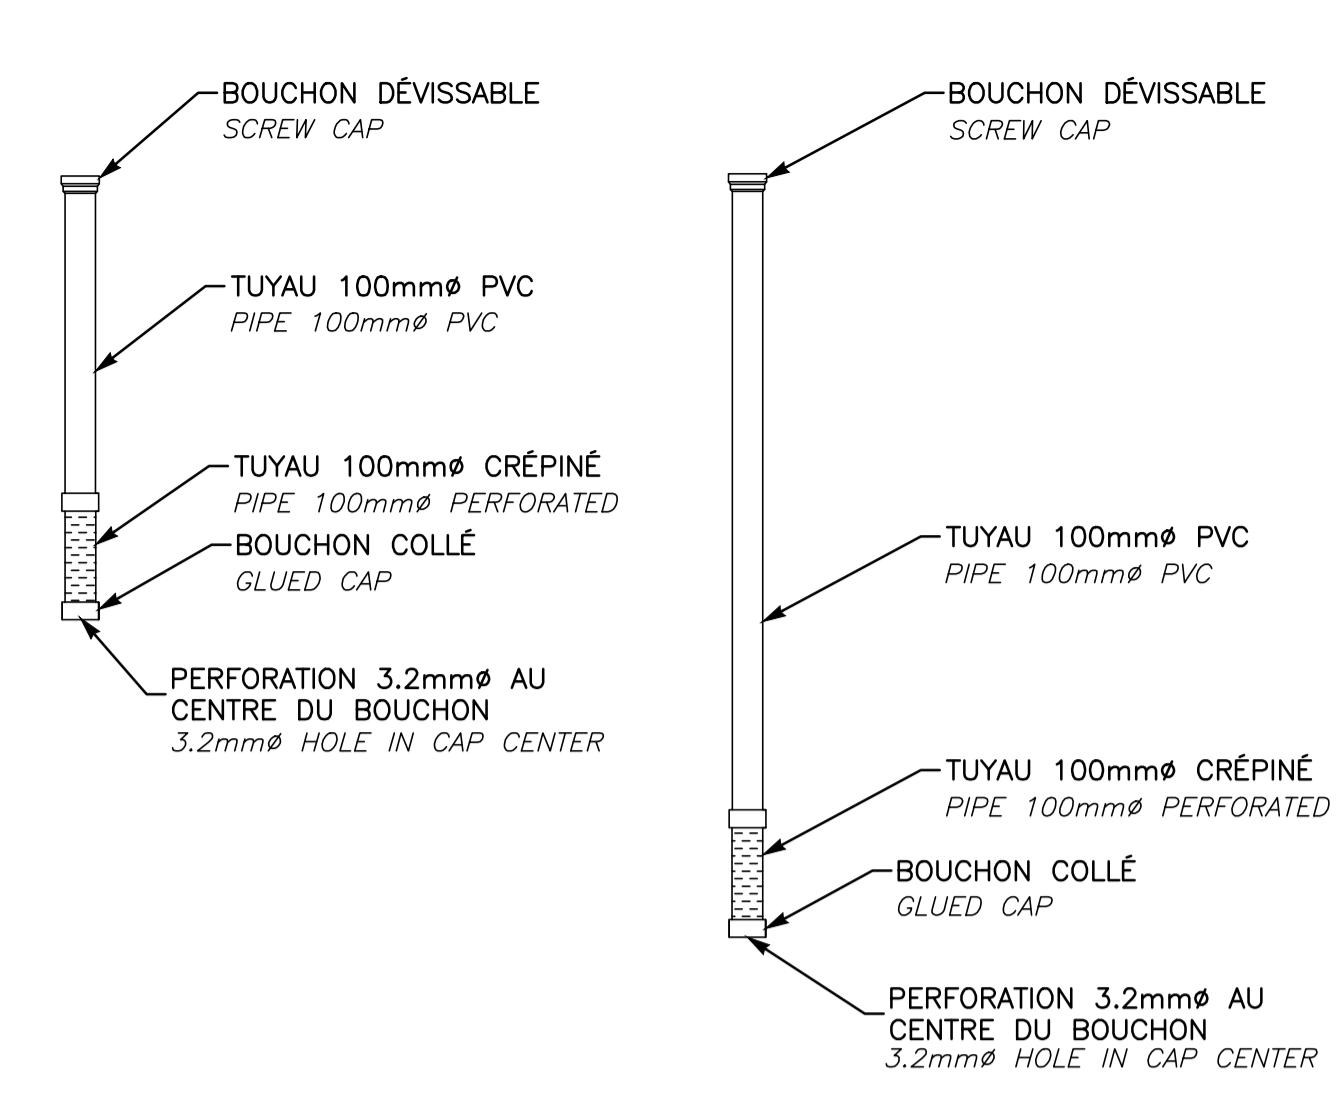 BOUCHON DÉVISSABLE
SCREW CAP
TUYAU 100mmø PVC
PIPE 100mmø PVC
TUYAU 100mmø CRÉPINÉ
PIPE 100mmø PERFORATED
BOUCHON COLLÉ
GLUED CAP
PERFORATION 3.2mmø AU
CENTRE DU BOUCHON
3.2mmø HOLE IN CAP CENTER
BOUCHON DÉVISSABLE
SCREW CAP
TUYAU 100mmø PVC
PIPE 100mmø PVC
TUYAU 100mmø CRÉPINÉ
PIPE 100mmø PERFORATED
BOUCHON COLLÉ
GLUED CAP
PERFORATION 3.2mmø AU
CENTRE DU BOUCHON
3.2mmø HOLE IN CAP CENTER